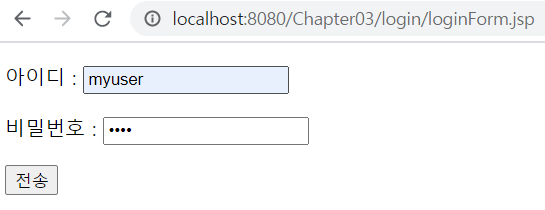 localhost:8080/Chapter03/login/loginForm.jsp
아이디 : myuser
비밀번호 : ••••
전송